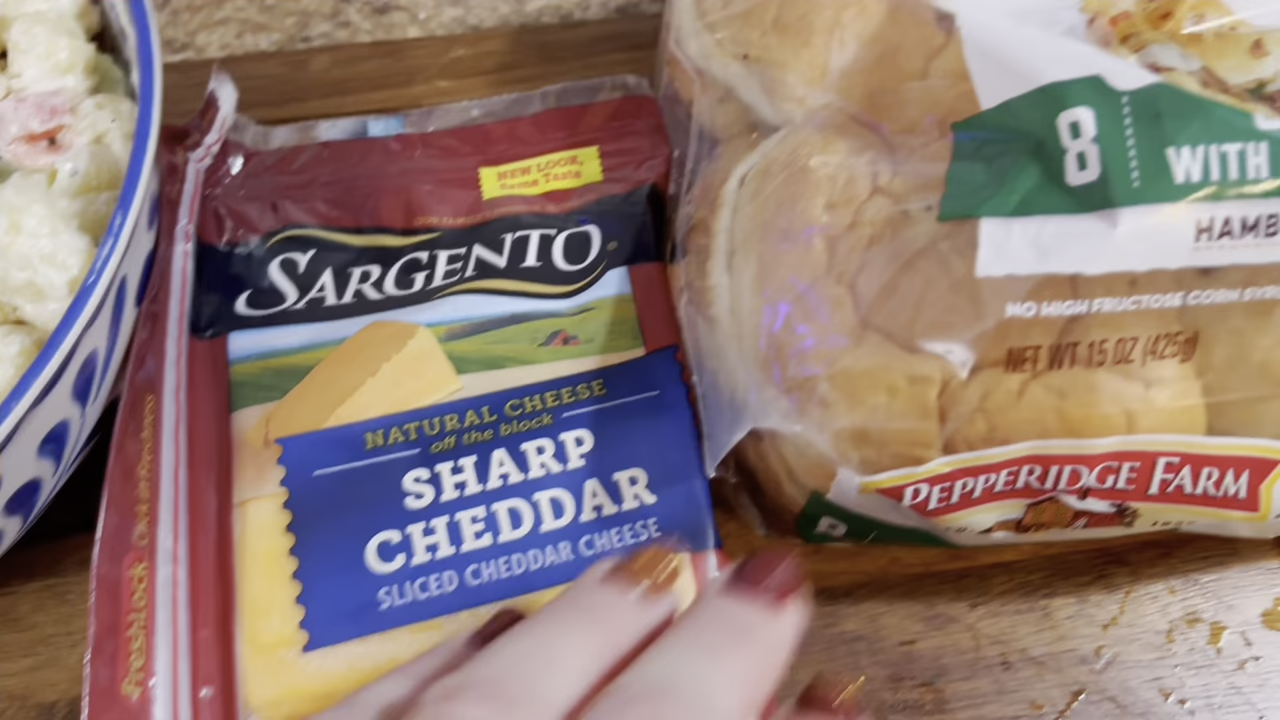 NEW LOOK,
Same Taste
SARGENTO
NATURAL CHEESE
off the block
SHARP
CHEDDAR
SLICED CHEDDAR CHEESE
FreshLock
8
WITH
HAMB
NO HIGH FRUCTOSE CORN SYR
NET WT 15 OZ (425g)
PEPPERIDGE FARM